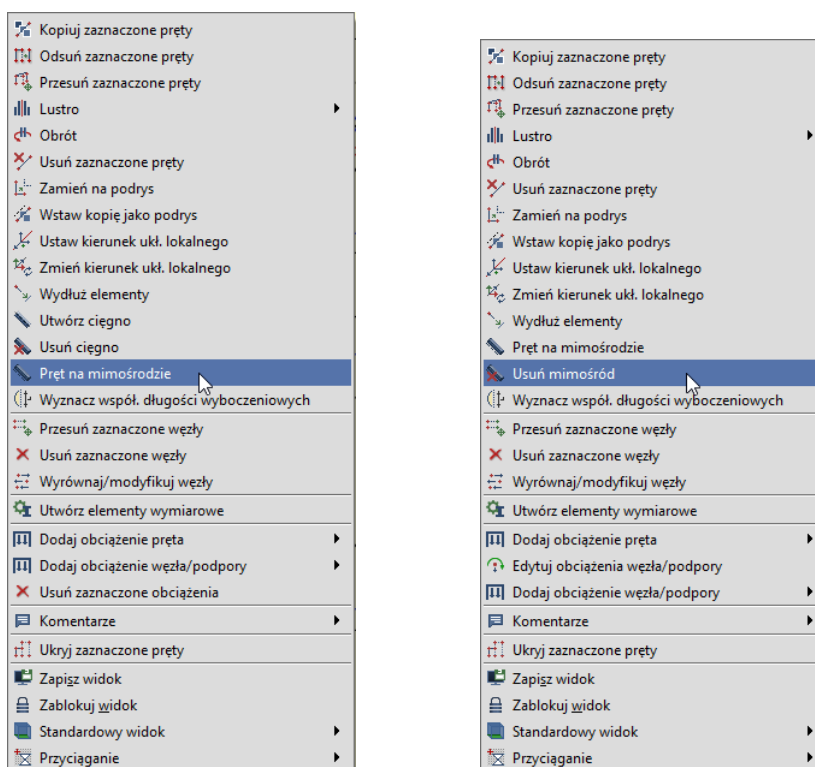 Kopiuj zaznaczone pręty
Odsuń zaznaczone pręty
Przesuń zaznaczone pręty
Lustro
Obrót
Usuń zaznaczone pręty
Zamień na podrys
Wstaw kopię jako podrys
Ustaw kierunek ukł. lokalnego
Zmień kierunek ukł. lokalnego
Wydłuż elementy
Utwórz cięgno
Usuń cięgno
Pręt na mimośrodzie
Wyznacz współ. długości wyboczeniowych
Przesuń zaznaczone węzły
Usuń zaznaczone węzły
Wyrównaj/modyfikuj węzły
Utwórz elementy wymiarowe
Dodaj obciążenie pręta
Dodaj obciążenie węzła/podpory
Usuń zaznaczone obciążenia
Komentarze
Ukryj zaznaczone pręty
Zapisz widok
Zablokuj widok
Standardowy widok
Przyciąganie
Kopiuj zaznaczone pręty
Odsuń zaznaczone pręty
Przesuń zaznaczone pręty
Lustro
Obrót
Usuń zaznaczone pręty
Zamień na podrys
Wstaw kopię jako podrys
Ustaw kierunek ukł. lokalnego
Zmień kierunek ukł. lokalnego
Wydłuż elementy
Pręt na mimośrodzie
Usuń mimośród
Wyznacz współ. długości wyboczeniowych
Przesuń zaznaczone węzły
Usuń zaznaczone węzły
Wyrównaj/modyfikuj węzły
Utwórz elementy wymiarowe
Dodaj obciążenie pręta
Edytuj obciążenia węzła/podpory
Dodaj obciążenie węzła/podpory
Komentarze
Ukryj zaznaczone pręty
Zapisz widok
Zablokuj widok
Standardowy widok
Przyciąganie